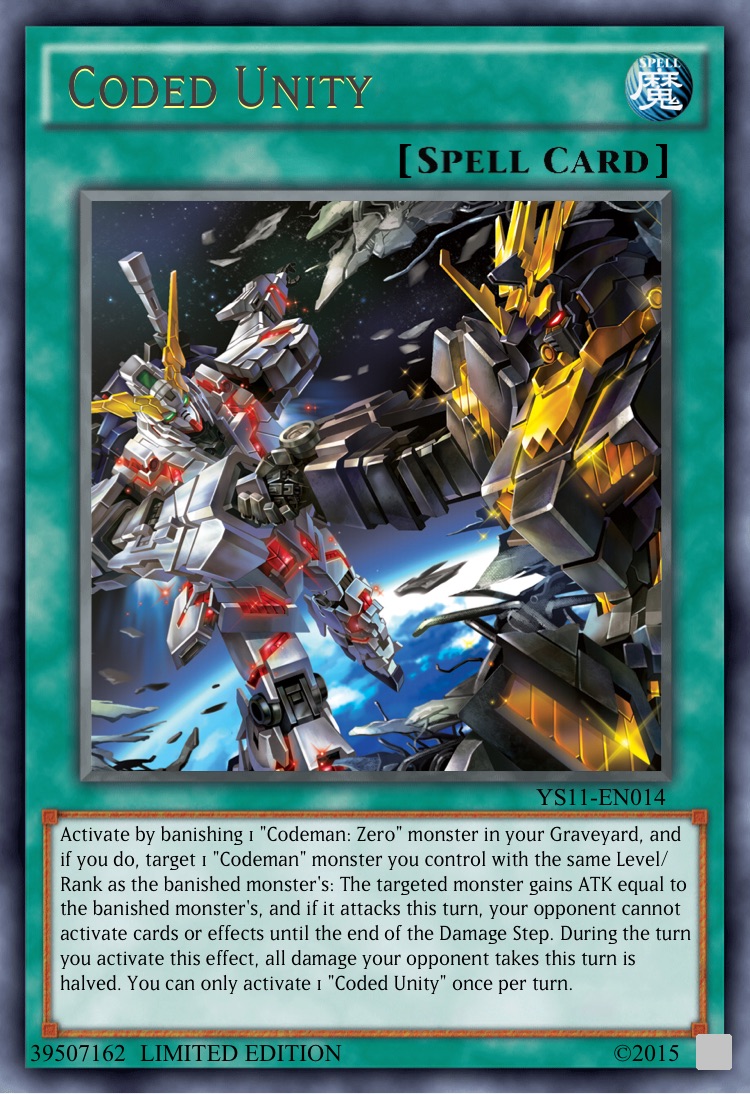 Coded Unity
SPELL
魔
[Spell Card]
YS11-EN014
Activate by banishing 1 "Codeman: Zero" monster in your Graveyard, and
if you do, target 1 "Codeman" monster you control with the same Level/
Rank as the banished monster's: The targeted monster gains ATK equal to
the banished monster's, and if it attacks this turn, your opponent cannot
activate cards or effects until the end of the Damage Step. During the turn
you activate this effect, all damage your opponent takes this turn is
halved. You can only activate 1 "Coded Unity" once per turn.
39507162 LIMITED EDITION
©2015